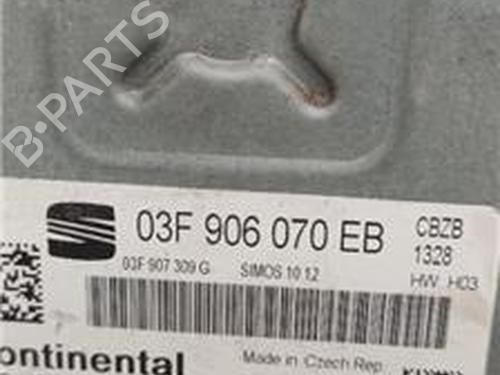 B-PARTS
03F 906 070 EB
CBZB
1328
03F 907 309 G SIMOS 10 12
HW H03
ontinental
Made in Czech Rep